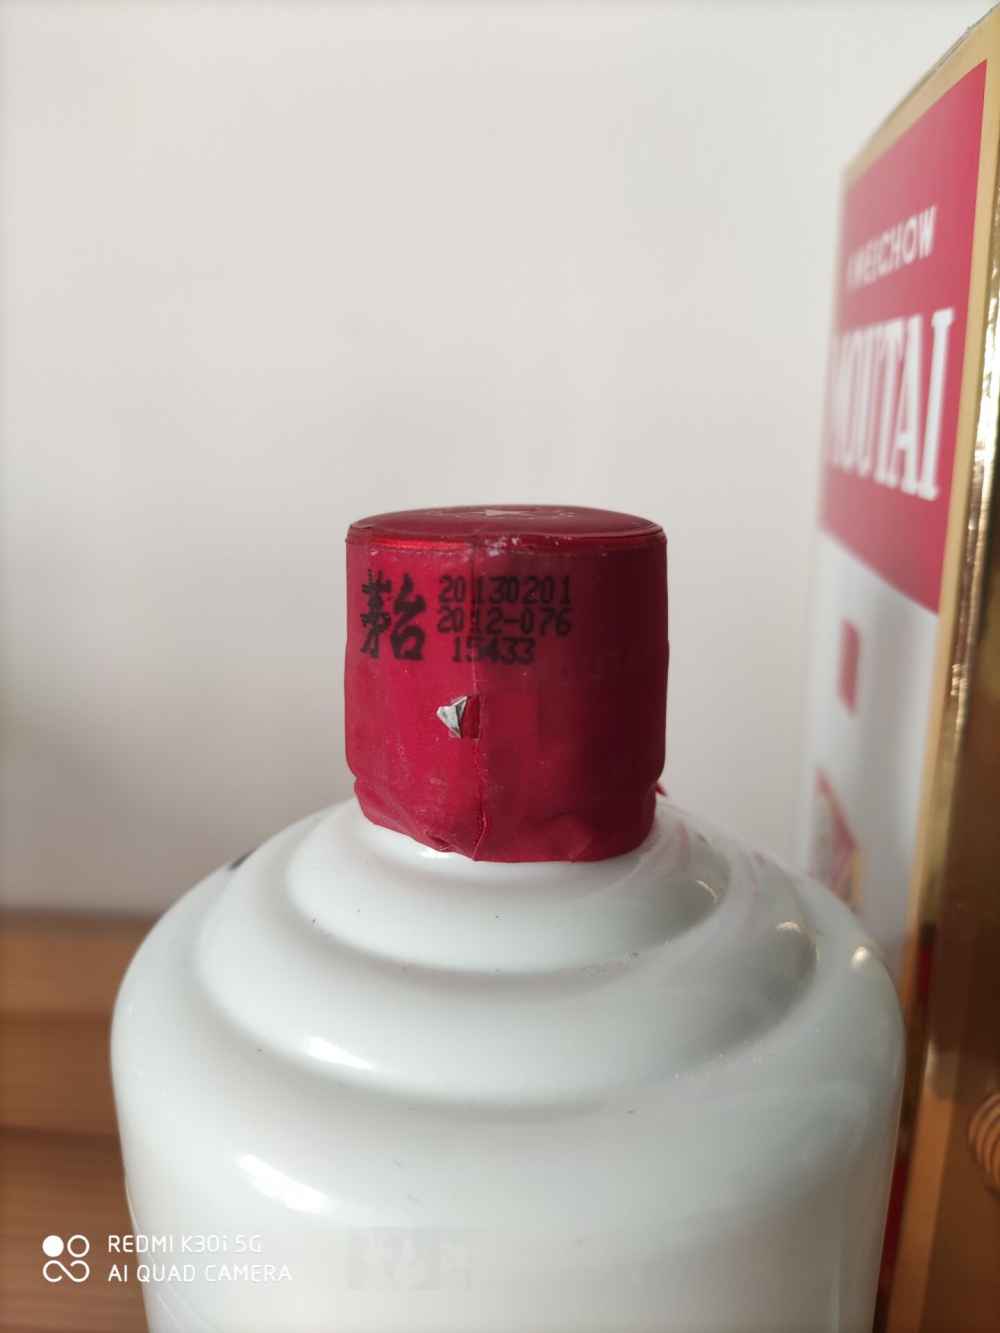 KWEICHOW
MOUTAI
茅台
20130201
2012-076
15433
REDMI K30i 5G
AI QUAD CAMERA